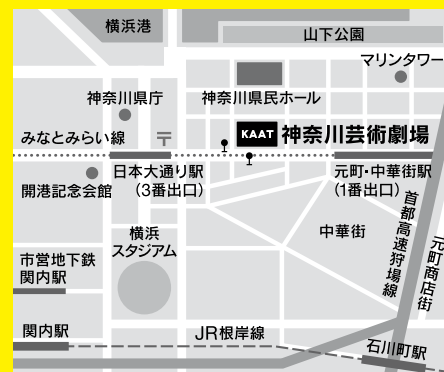 横浜港
山下公園
マリンタワー
神奈川県庁
神奈川県民ホール
みなとみらい線
〒
KAAT 神奈川芸術劇場
開港記念会館
日本大通り駅
（3番出口）
元町・中華街駅
（1番出口）
横浜
スタジアム
中華街
首都高速狩場線
元町商店街
市営地下鉄
関内駅
関内駅
JR根岸線
石川町駅